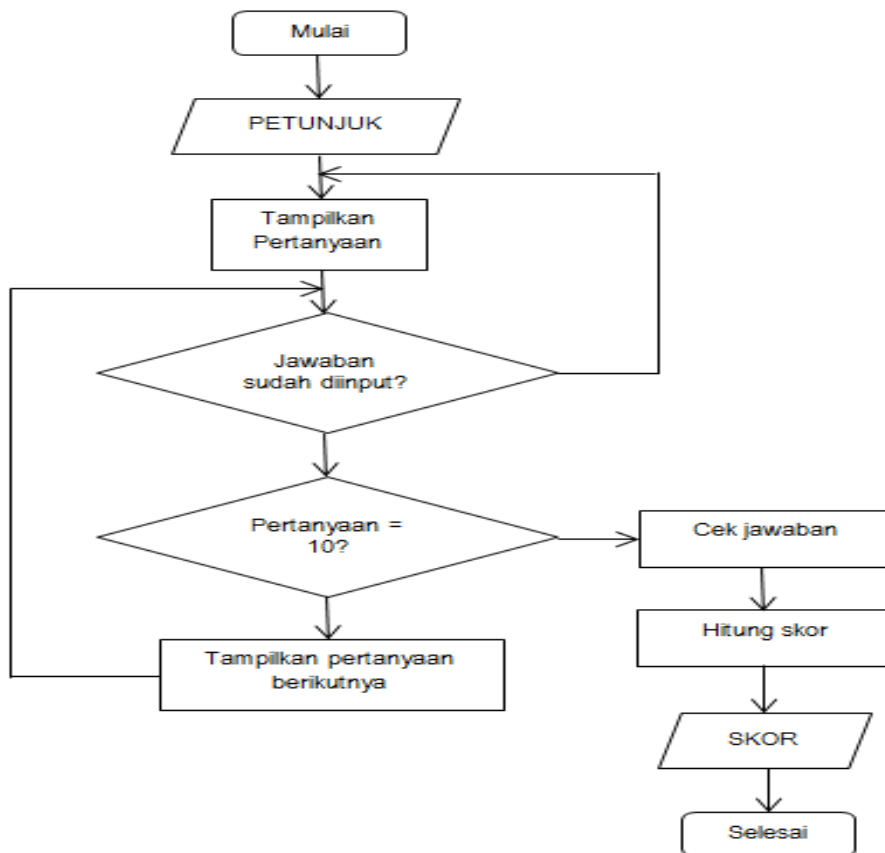 Mulai
PETUNJUK
Tampilkan
Pertanyaan
Jawaban
sudah diinput?
Pertanyaan =
10?
Cek jawaban
Tampilkan pertanyaan
berikutnya
Hitung skor
SKOR
Selesai